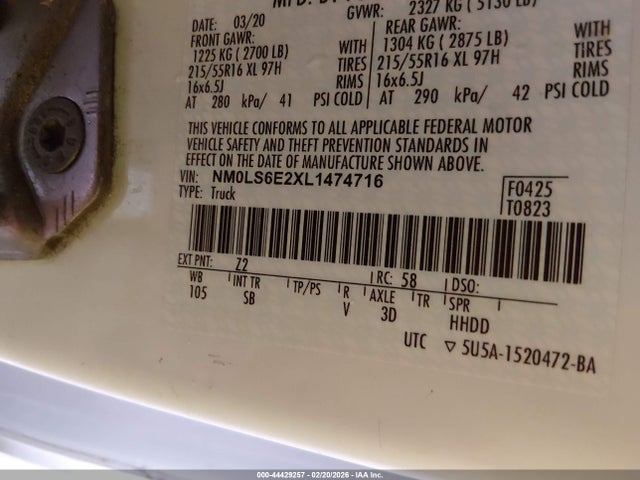 GVWR: 2327 KG ( 5130 LB)
DATE: 03/20
FRONT GAWR: REAR GAWR:
1225 KG ( 2700 LB) WITH 1304 KG ( 2875 LB) WITH
215/55R16 XL 97H TIRES 215/55R16 XL 97H TIRES
16x6.5J RIMS 16x6.5J RIMS
AT 280 kPa/ 41 PSI COLD AT 290 kPa/ 42 PSI COLD
THIS VEHICLE CONFORMS TO ALL APPLICABLE FEDERAL MOTOR
VEHICLE SAFETY AND THEFT PREVENTION STANDARDS IN
EFFECT ON THE DATE OF MANUFACTURE SHOWN ABOVE.
VIN: NM0LS6E2XL1474716
TYPE: Truck
F0425
T0823
EXT PNT: Z2 RC: 58 DSO:
WB INT TR TP/PS R AXLE TR SPR
105 SB V 3D HHDD
UTC ▽ 5U5A-1520472-BA
000-44429257 - 02/20/2026 - IAA Inc.